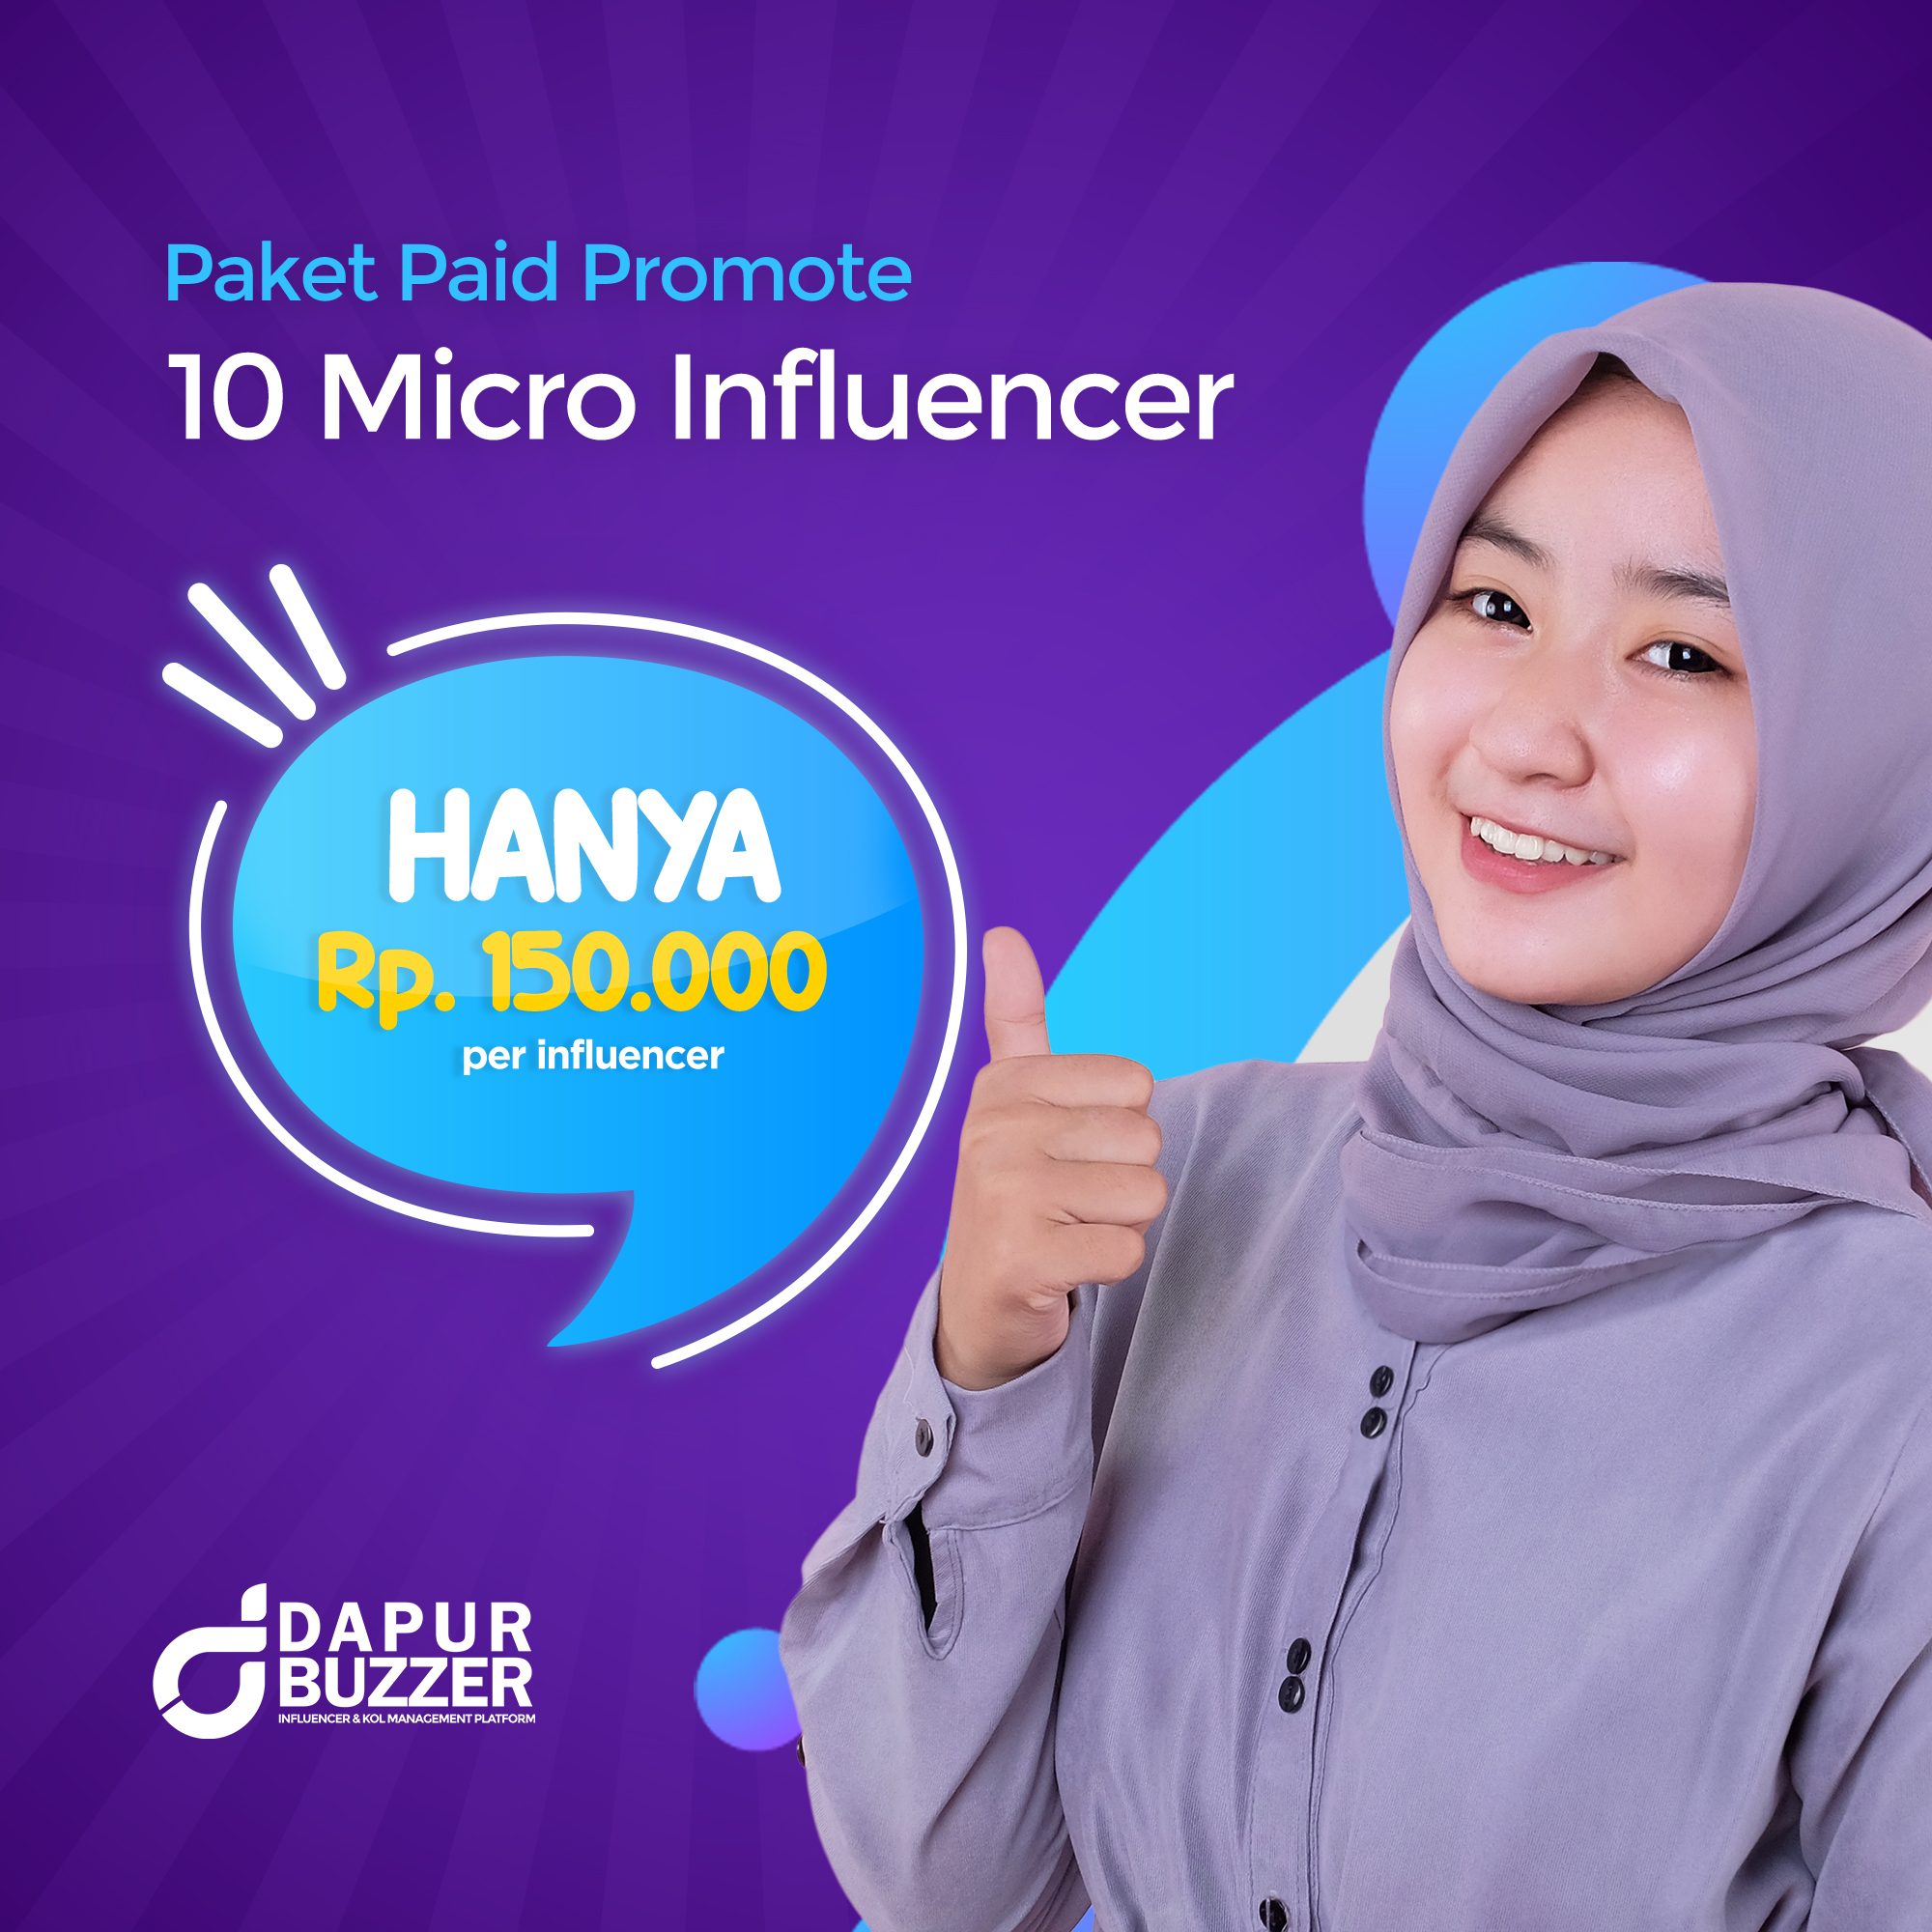 Paket Paid Promote
10 Micro Influencer
HANYA
Rp. 150.000
per influencer
DAPUR
BUZZER
INFLUENCER & KOL MANAGEMENT PLATFORM